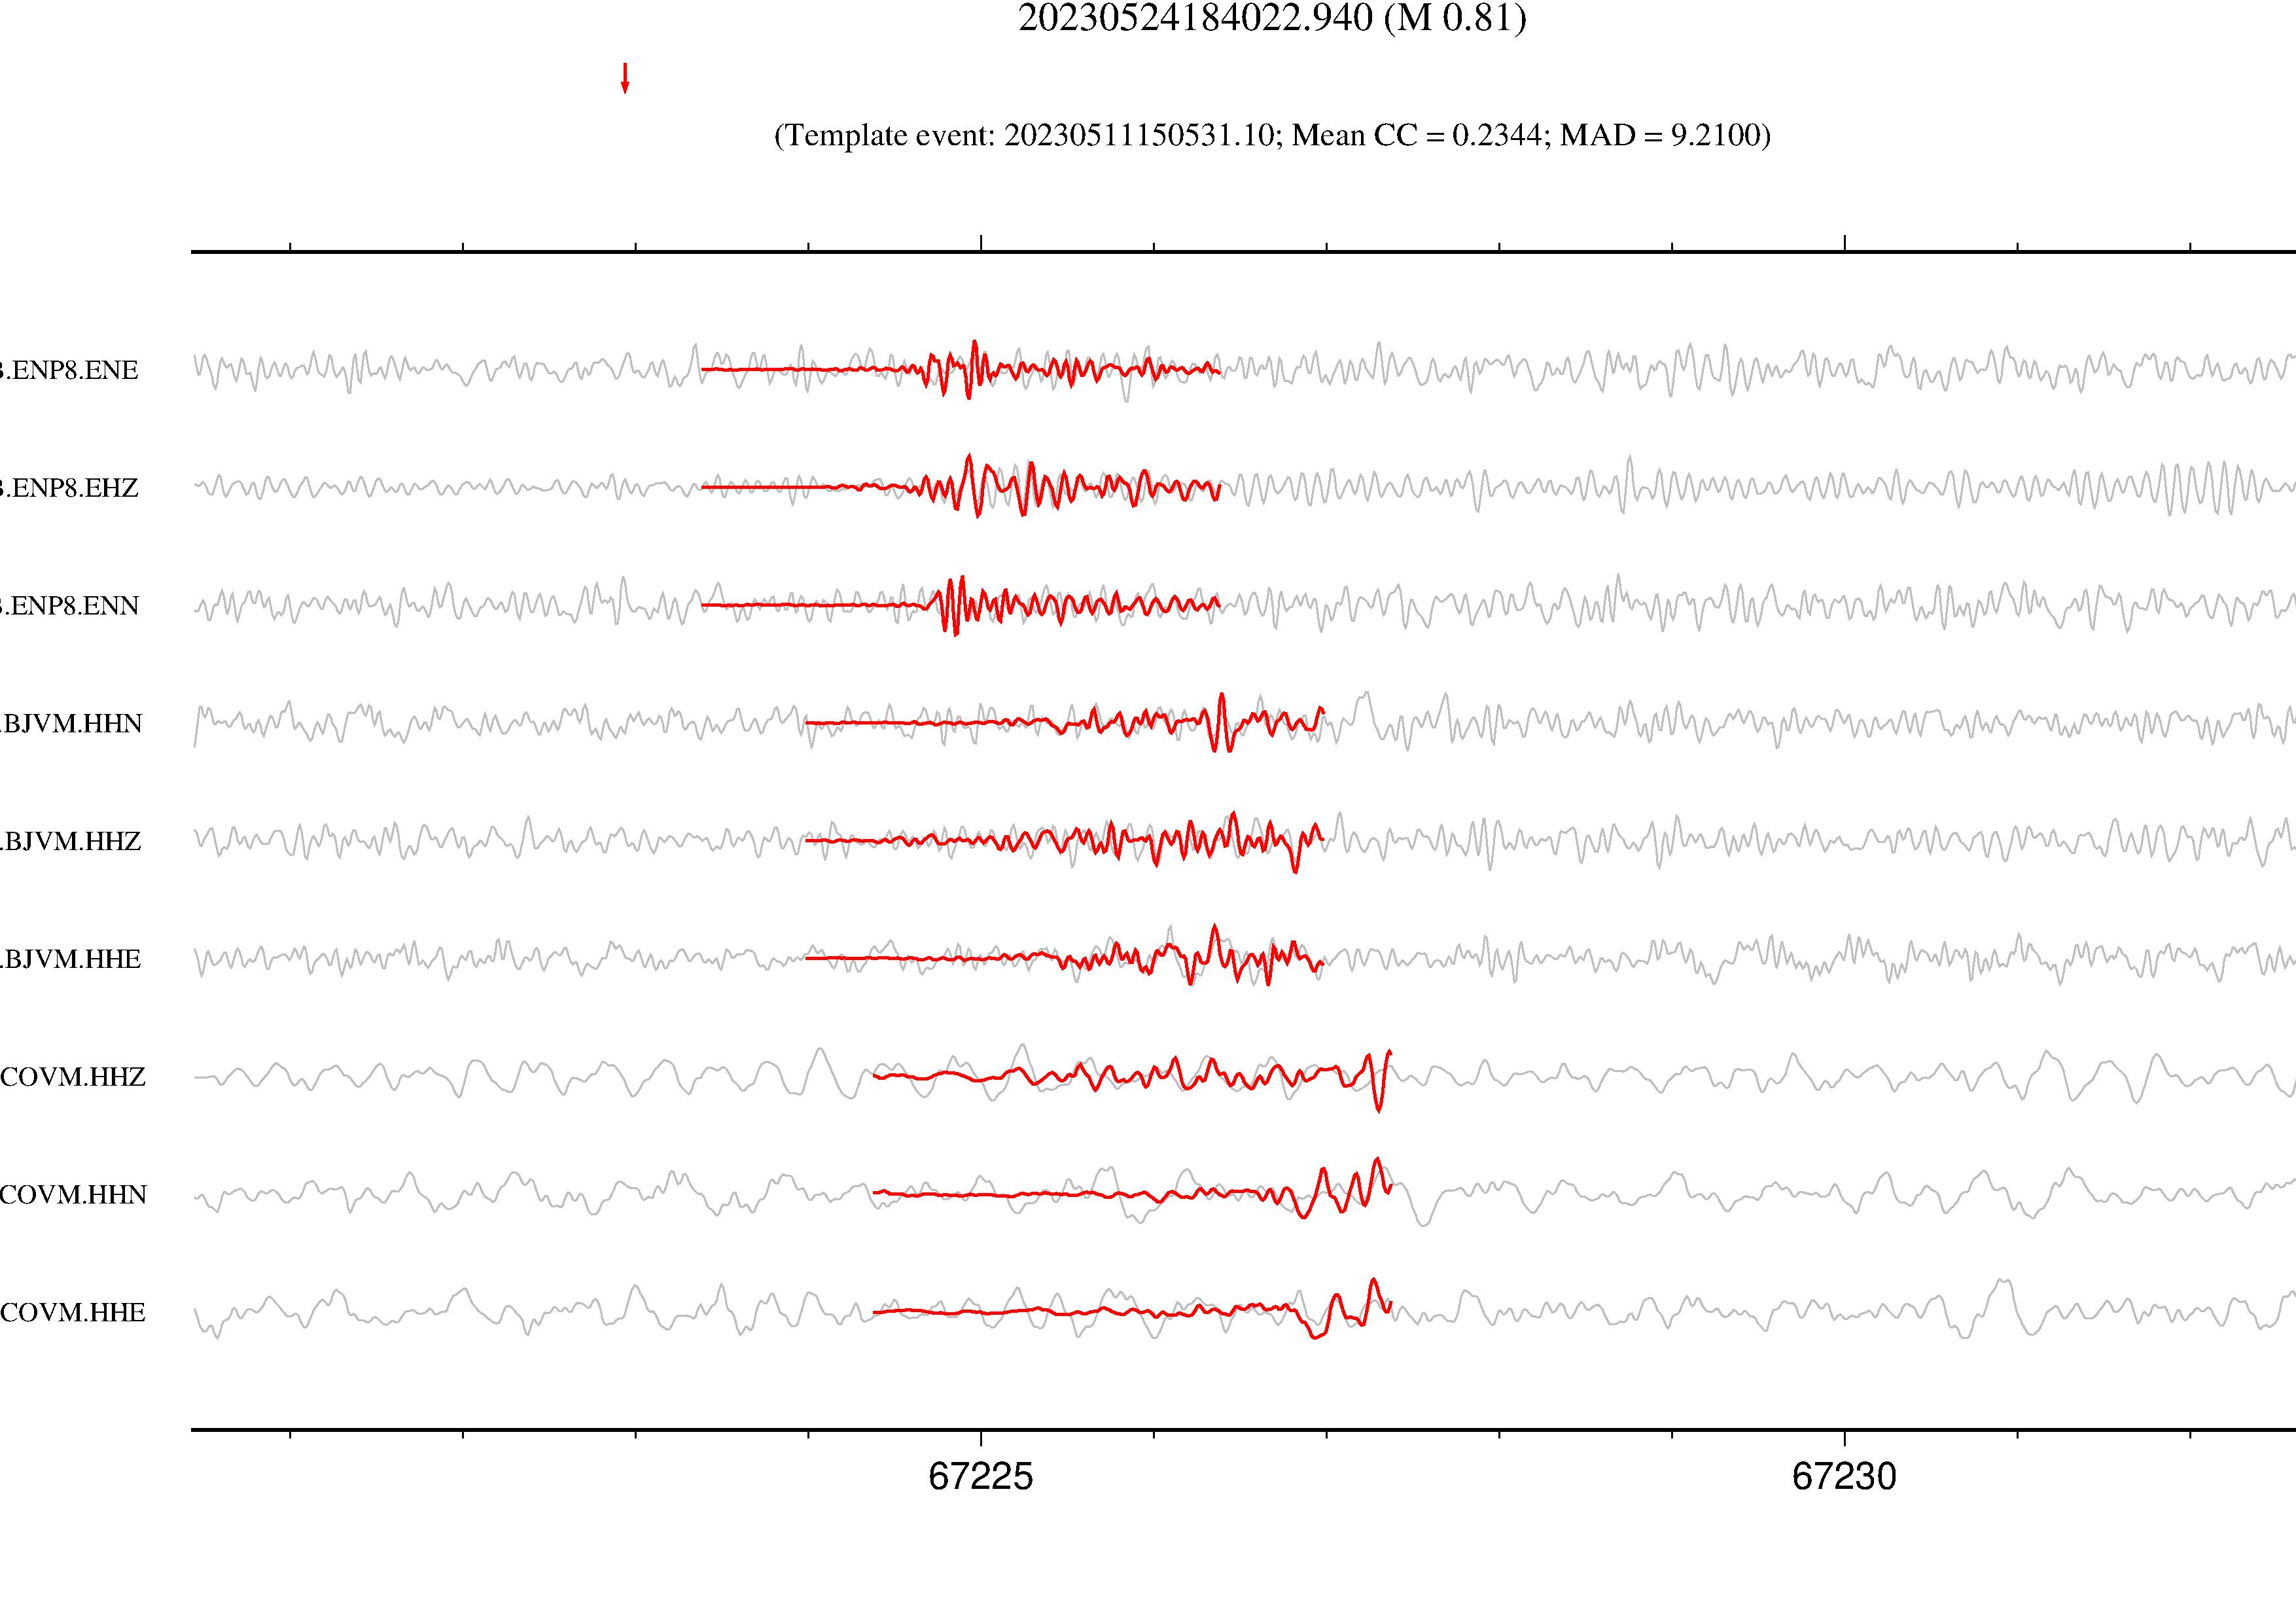 20230524184022.940 (M 0.81)
(Template event: 20230511150531.10; Mean CC = 0.2344; MAD = 9.2100)
.ENP8.ENE
.ENP8.EHZ
.ENP8.ENN
.BJVM.HHN
.BJVM.HHZ
.BJVM.HHE
COVM.HHZ
COVM.HHN
COVM.HHE
67225
67230